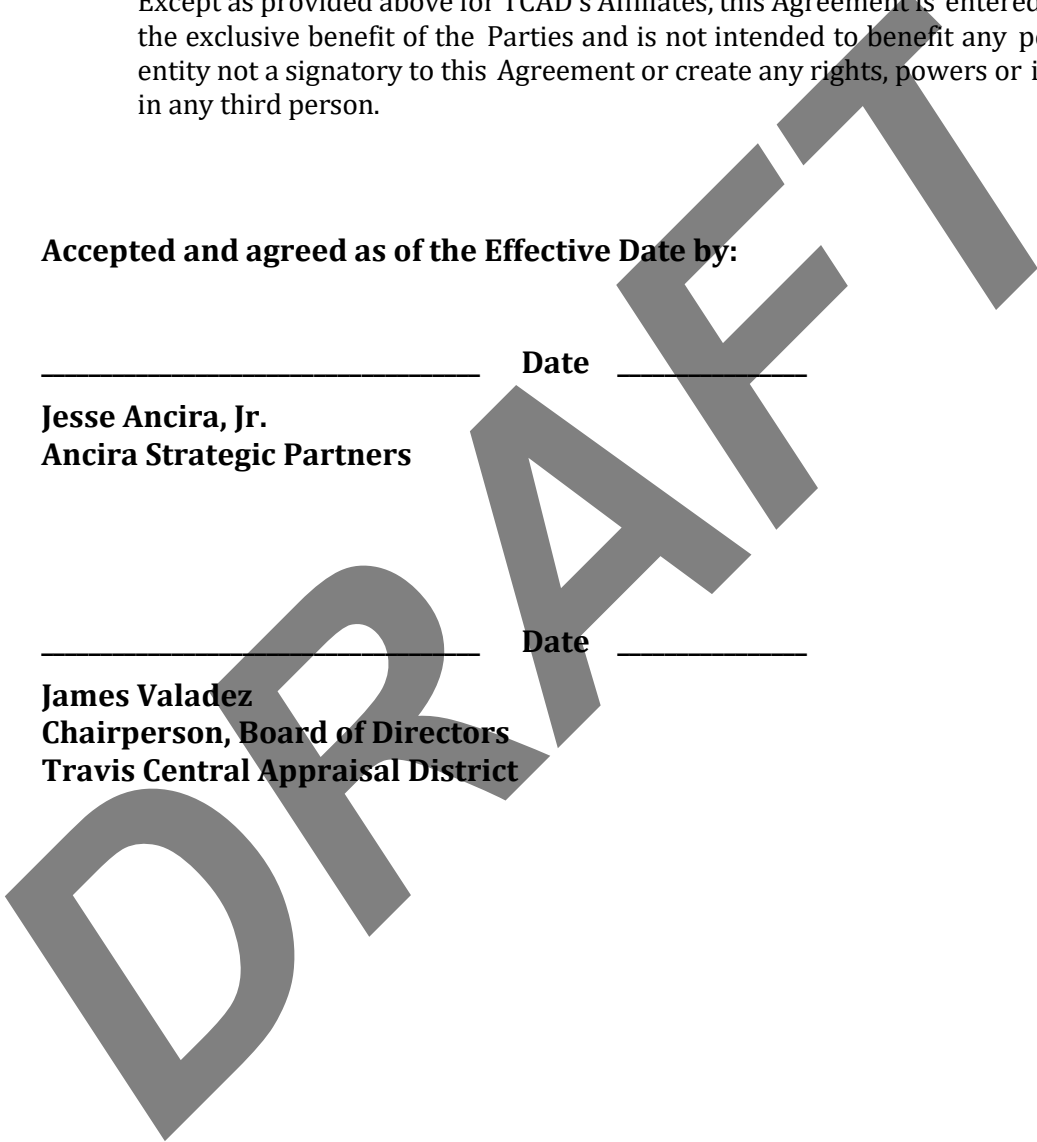 Except as provided above for TCAD's Affiliates, this Agreement is entered
the exclusive benefit of the Parties and is not intended to benefit any
entity not a signatory to this Agreement or create any rights, powers or
in any third person.
Accepted and agreed as of the Effective Date by:
Date
Jesse Ancira, Jr.
Ancira Strategic Partners
Date
James Valadez
Chairperson, Board of Directors
Travis Central Appraisal District
DRAFT